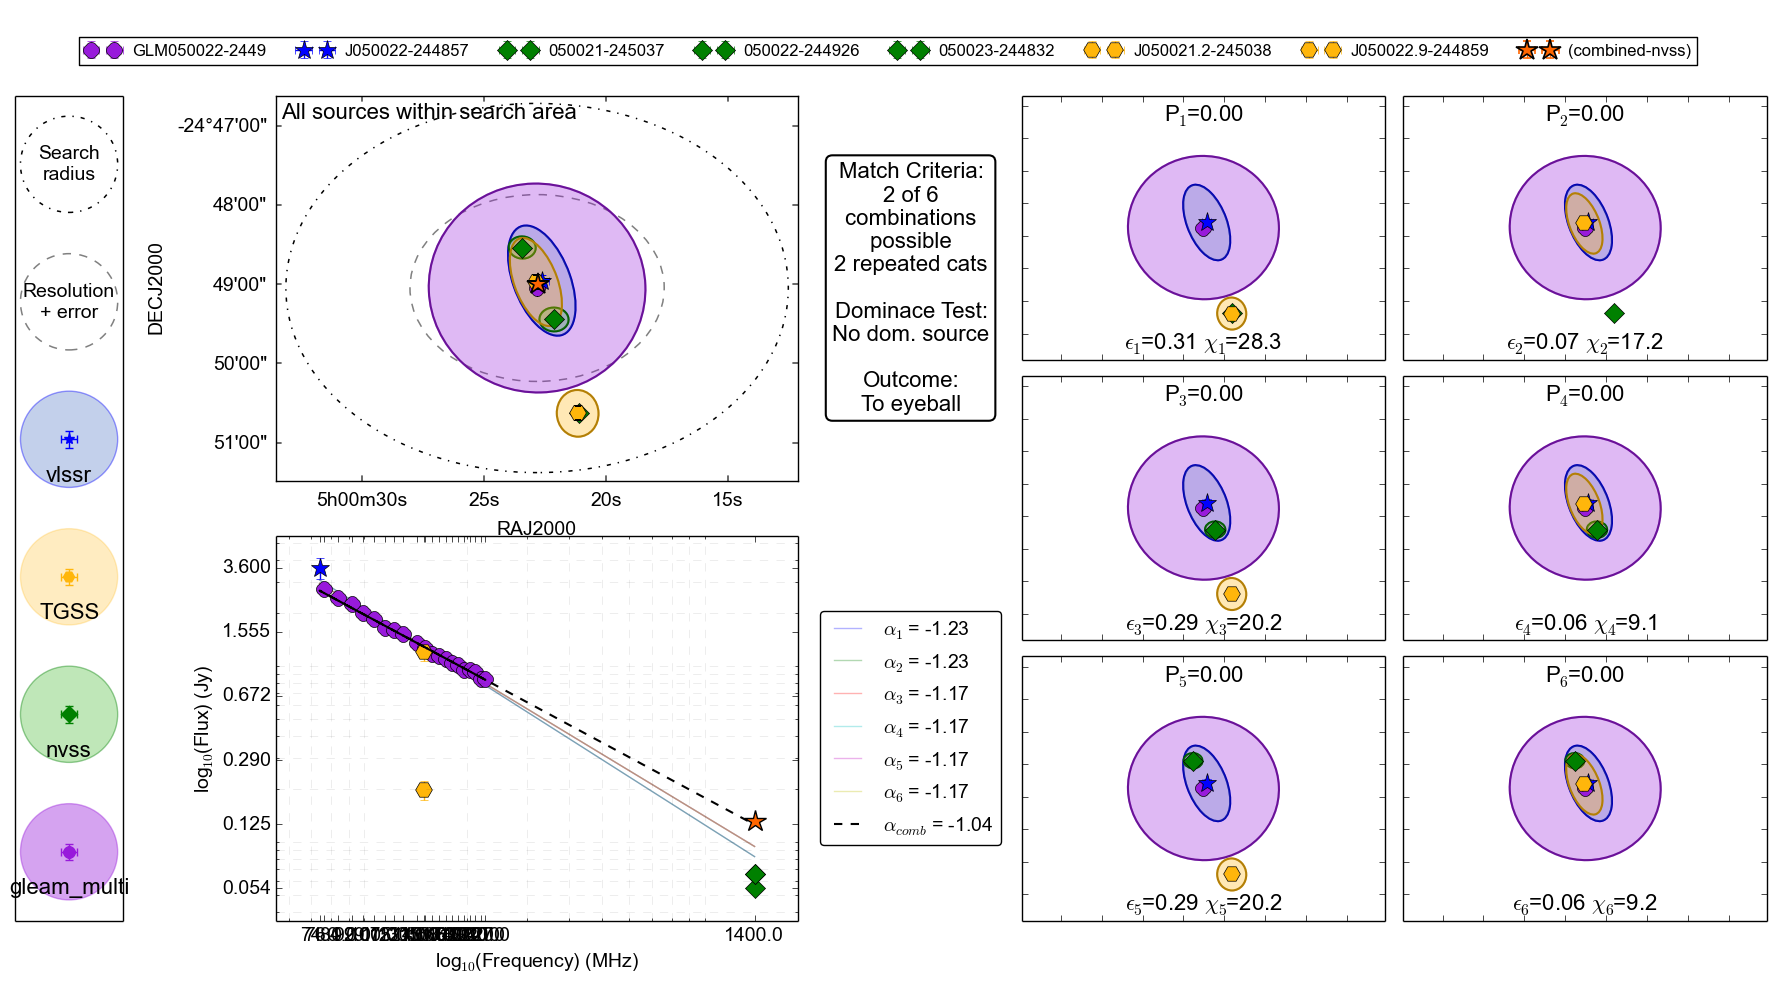 GLM050022-2449 J050022-244857 050021-245037 050022-244926 050023-244832 J050021.2-245038 J050022.9-244859 (combined-nvss)
Search
radius
Resolution
+ error
vlssr
TGSS
nvss
gleam_multi
All sources within search area
DECJ2000
-24°47'00"
48'00"
49'00"
50'00"
51'00"
5h00m30s 25s 20s 15s
RAJ2000
Match Criteria:
2 of 6
combinations
possible
2 repeated cats
Dominace Test:
No dom. source
Outcome:
To eyeball
log10(Flux) (Jy)
3.600
1.555
0.672
0.290
0.125
0.054
1400.0
log10(Frequency) (MHz)
α1 = -1.23
α2 = -1.23
α3 = -1.17
α4 = -1.17
α5 = -1.17
α6 = -1.17
αcomb = -1.04
P1=0.00
ϵ1=0.31 χ1=28.3
P2=0.00
ϵ2=0.07 χ2=17.2
P3=0.00
ϵ3=0.29 χ3=20.2
P4=0.00
ϵ4=0.06 χ4=9.1
P5=0.00
ϵ5=0.29 χ5=20.2
P6=0.00
ϵ6=0.06 χ6=9.2